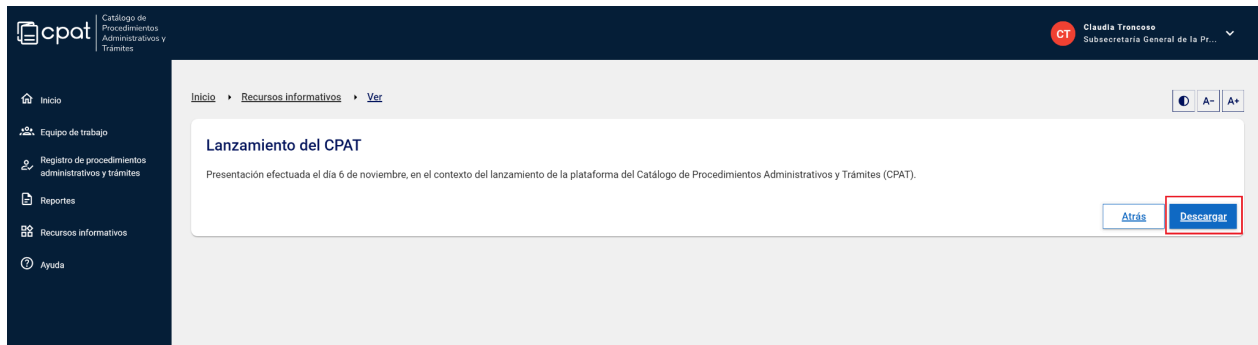 cpat
Catálogo de
Procedimientos
Administrativos y
Trámites
CT
Claudia Troncoso
Subsecretaría General de la Pr...
Inicio
Equipo de trabajo
Registro de procedimientos
administrativos y trámites
Reportes
Recursos informativos
Ayuda
Inicio Recursos informativos Ver
A- A+
Lanzamiento del CPAT
Presentación efectuada el día 6 de noviembre, en el contexto del lanzamiento de la plataforma del Catálogo de Procedimientos Administrativos y Trámites (CPAT).
Atrás Descargar